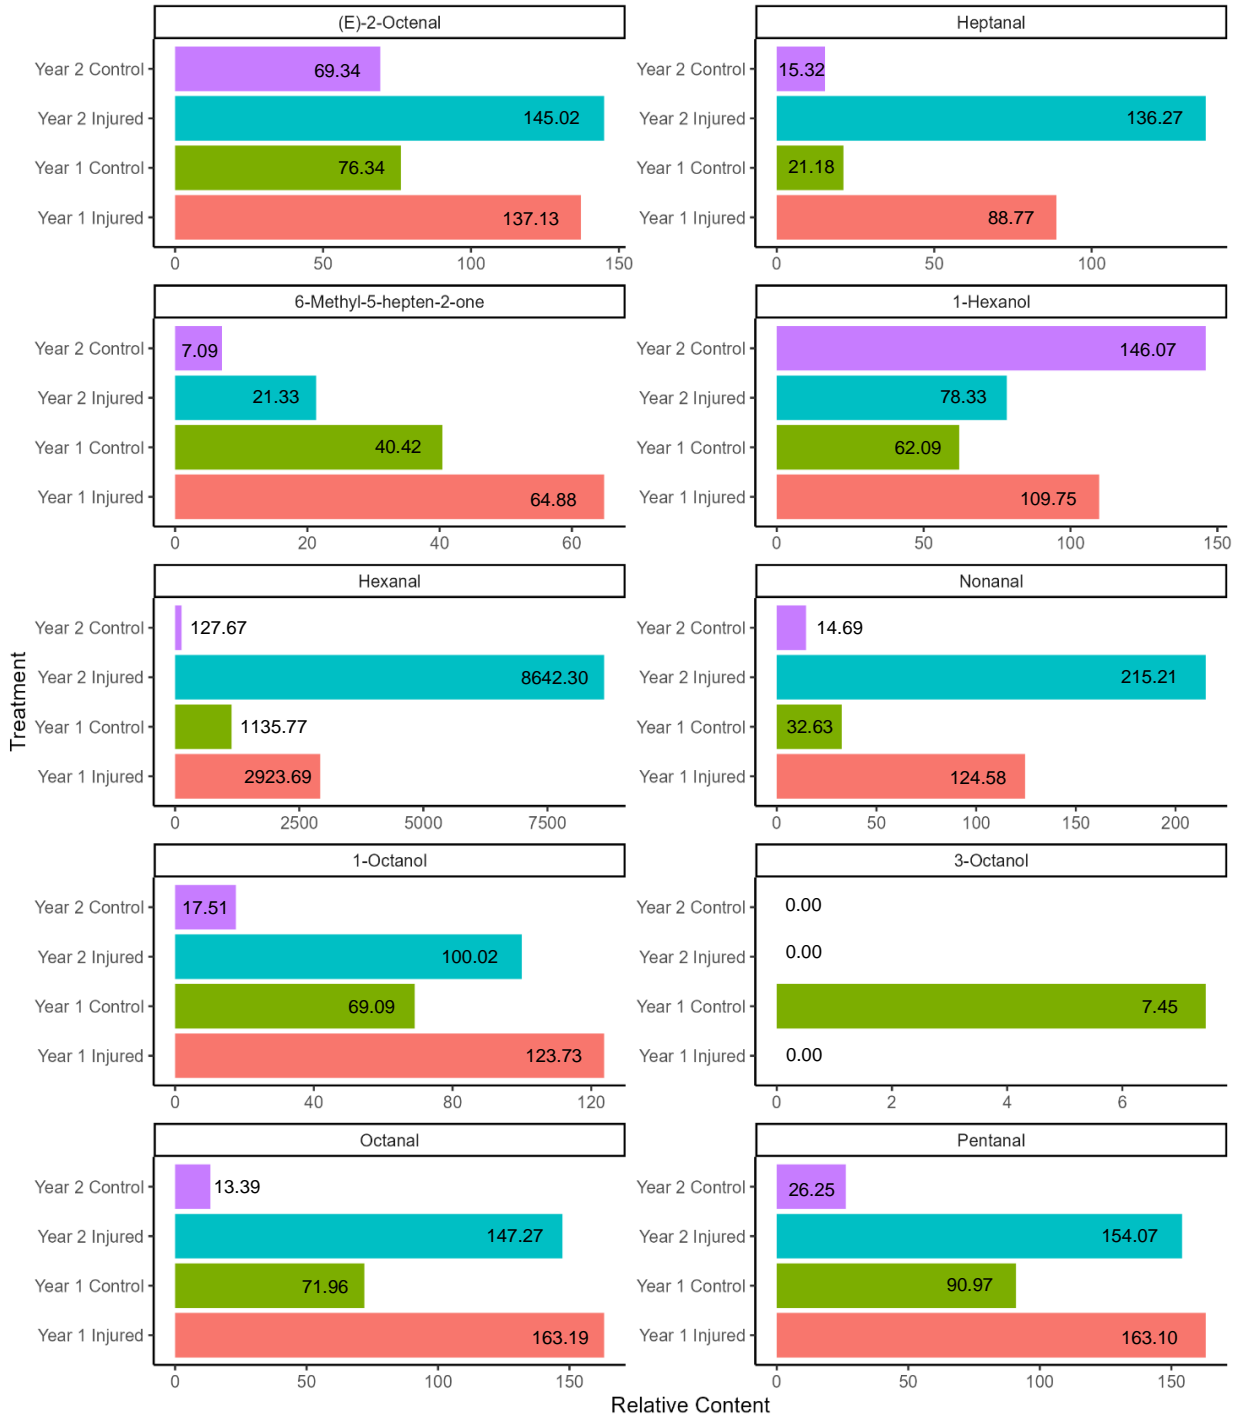 (E)-2-Octenal
Year 2 Control 69.34
Year 2 Injured 145.02
Year 1 Control 76.34
Year 1 Injured 137.13
0 50 100 150
Heptanal
Year 2 Control 15.32
Year 2 Injured 136.27
Year 1 Control 21.18
Year 1 Injured 88.77
0 50 100
6-Methyl-5-hepten-2-one
Year 2 Control 7.09
Year 2 Injured 21.33
Year 1 Control 40.42
Year 1 Injured 64.88
0 20 40 60
1-Hexanol
Year 2 Control 146.07
Year 2 Injured 78.33
Year 1 Control 62.09
Year 1 Injured 109.75
0 50 100 150
Hexanal
Year 2 Control 127.67
Year 2 Injured 8642.30
Year 1 Control 1135.77
Year 1 Injured 2923.69
0 2500 5000 7500
Nonanal
Year 2 Control 14.69
Year 2 Injured 215.21
Year 1 Control 32.63
Year 1 Injured 124.58
0 50 100 150 200
1-Octanol
Year 2 Control 17.51
Year 2 Injured 100.02
Year 1 Control 69.09
Year 1 Injured 123.73
0 40 80 120
3-Octanol
Year 2 Control 0.00
Year 2 Injured 0.00
Year 1 Control 7.45
Year 1 Injured 0.00
0 2 4 6
Octanal
Year 2 Control 13.39
Year 2 Injured 147.27
Year 1 Control 71.96
Year 1 Injured 163.19
0 50 100 150
Pentanal
Year 2 Control 26.25
Year 2 Injured 154.07
Year 1 Control 90.97
Year 1 Injured 163.10
0 50 100 150
Treatment
Relative Content